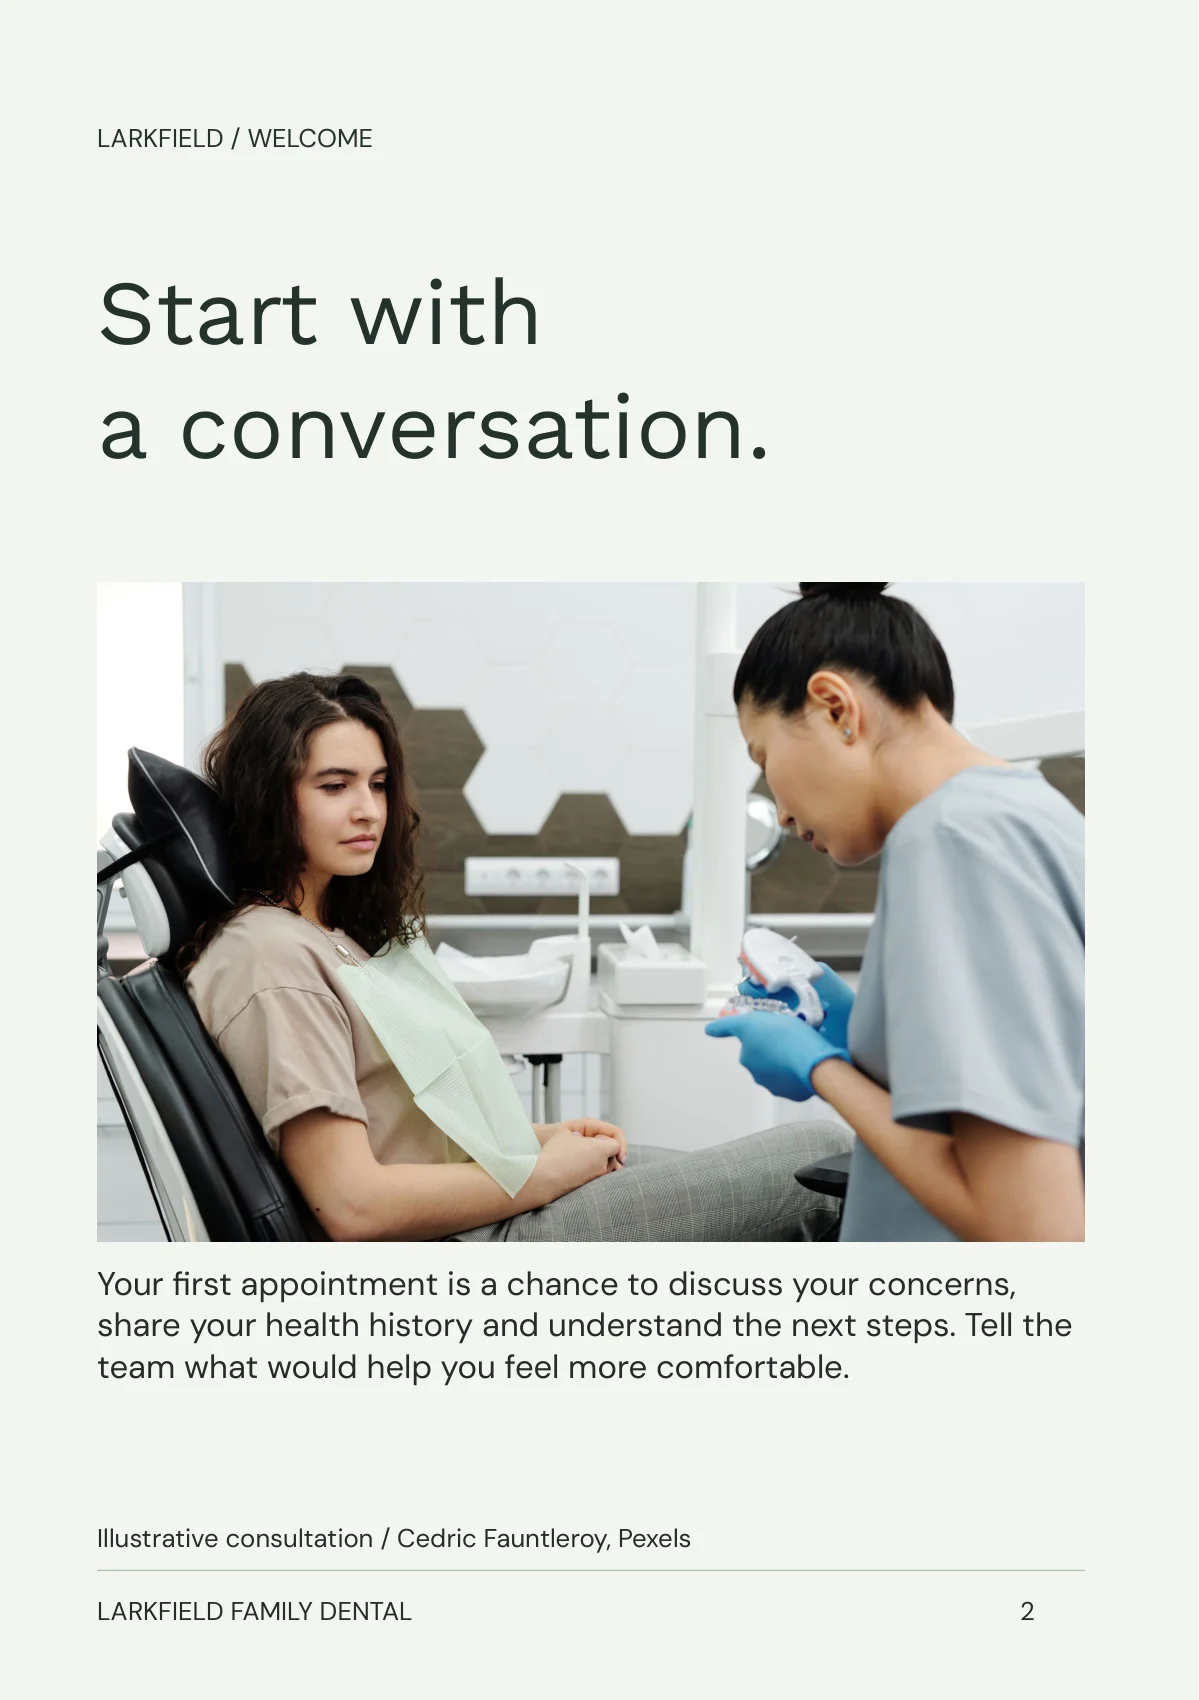 LARKFIELD / WELCOME
Start with
a conversation.
Your first appointment is a chance to discuss your concerns,
share your health history and understand the next steps. Tell the
team what would help you feel more comfortable.
Illustrative consultation / Cedric Fauntleroy, Pexels
LARKFIELD FAMILY DENTAL 2